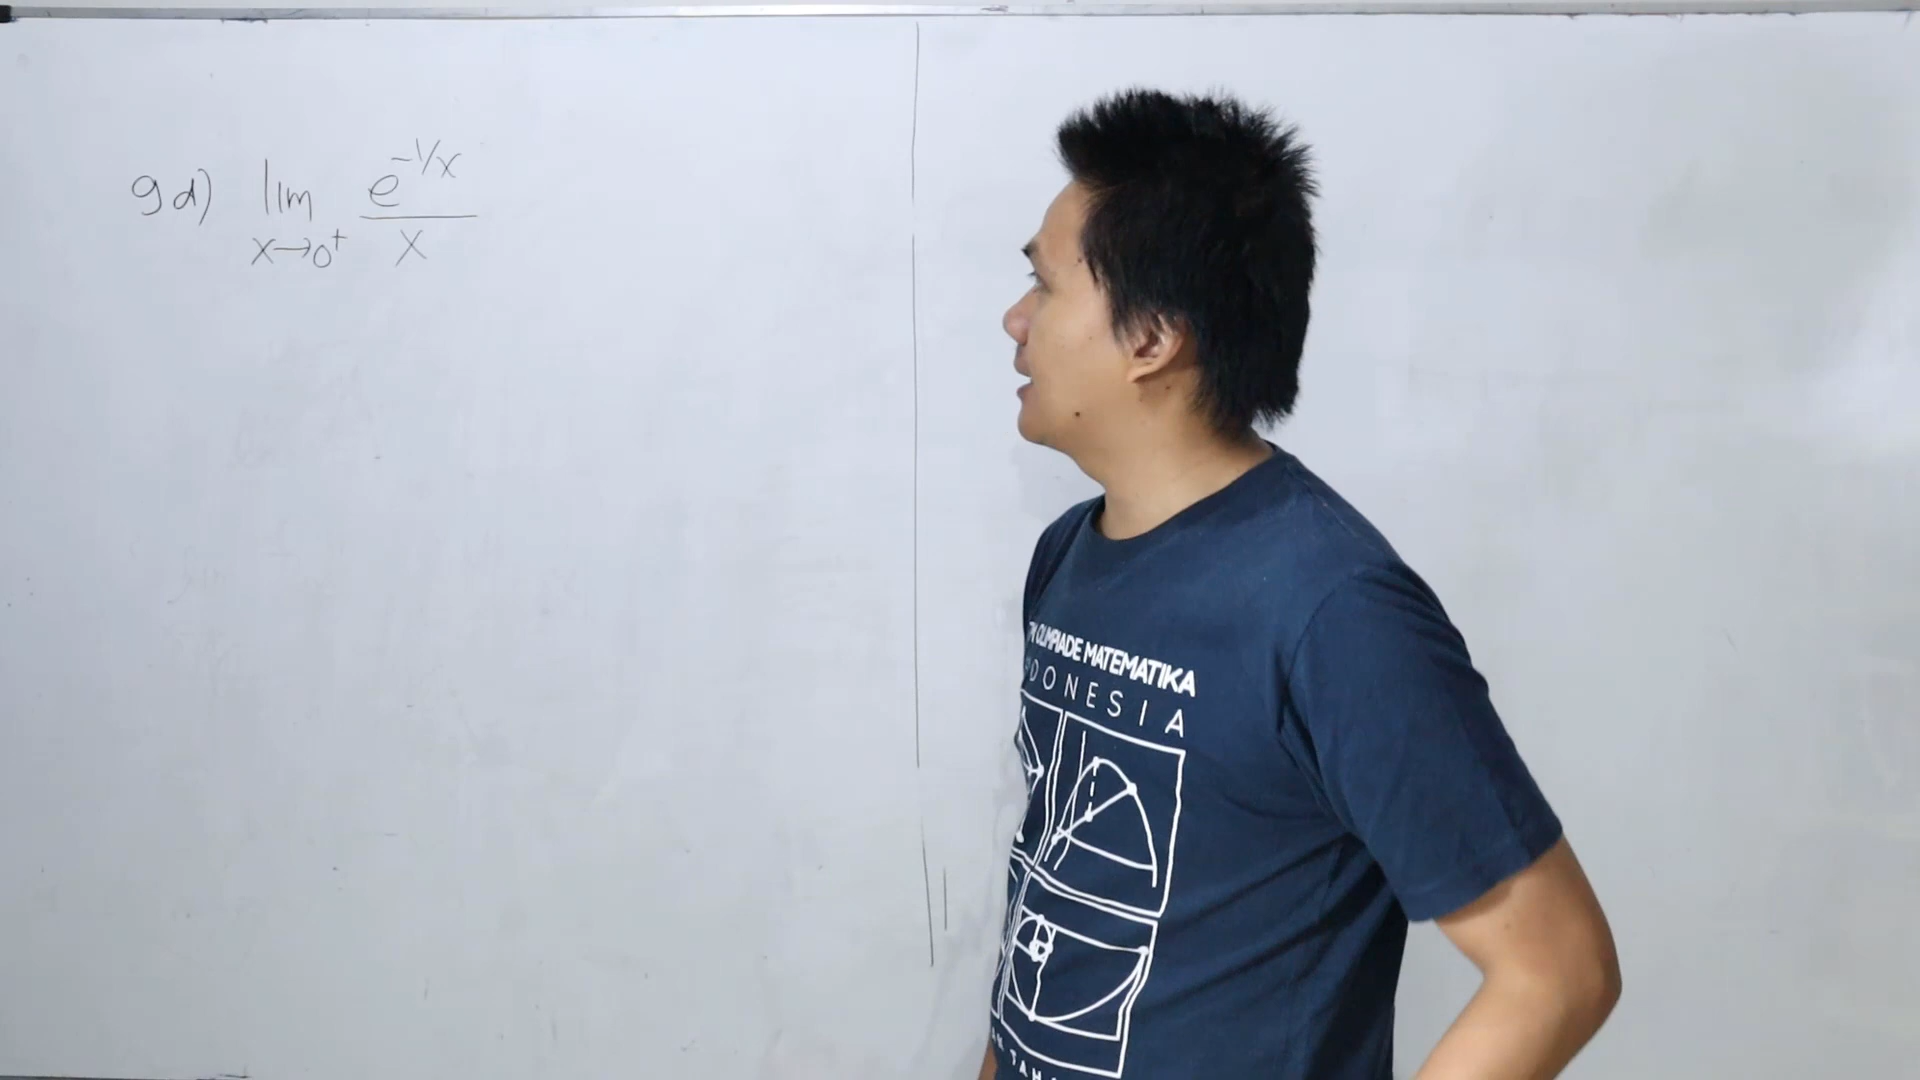 9d) lim x→0⁺ e^{-1/x} / x
OLIMPIADE MATEMATIKA
DONESIA